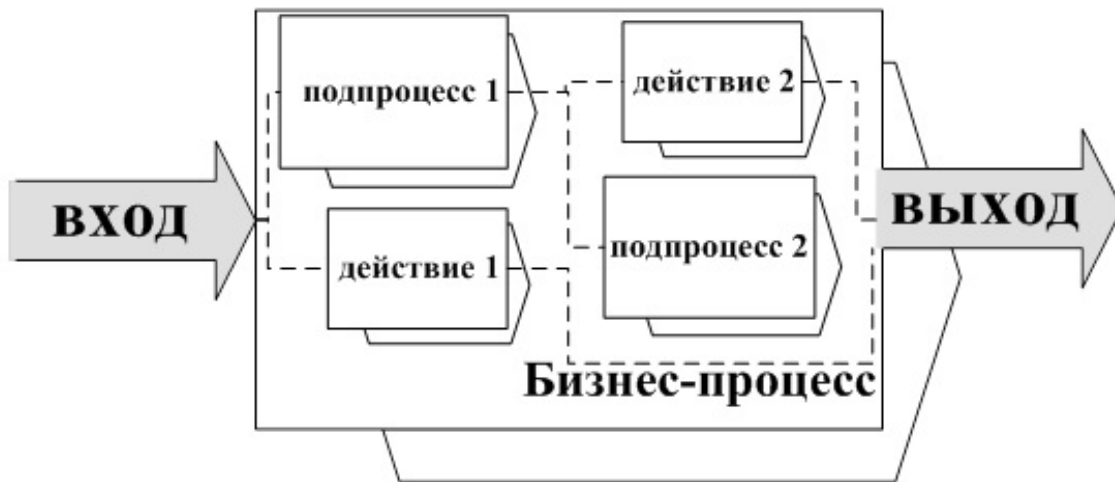 подпроцесс 1
действие 2
ВХОД
ВЫХОД
действие 1
подпроцесс 2
Бизнес-процесс